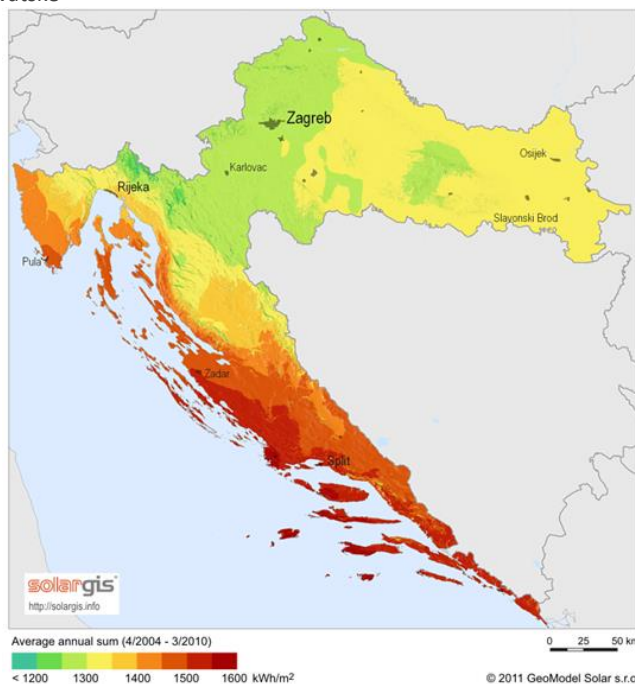 Zagreb
Karlovac
Osijek
Rijeka
Slavonski Brod
Pula
Zadar
Split
solargis
http://solargis.info
Average annual sum (4/2004 - 3/2010)
0 25 50 km
< 1200 1300 1400 1500 1600 kWh/m²
© 2011 GeoModel Solar s.r.o.